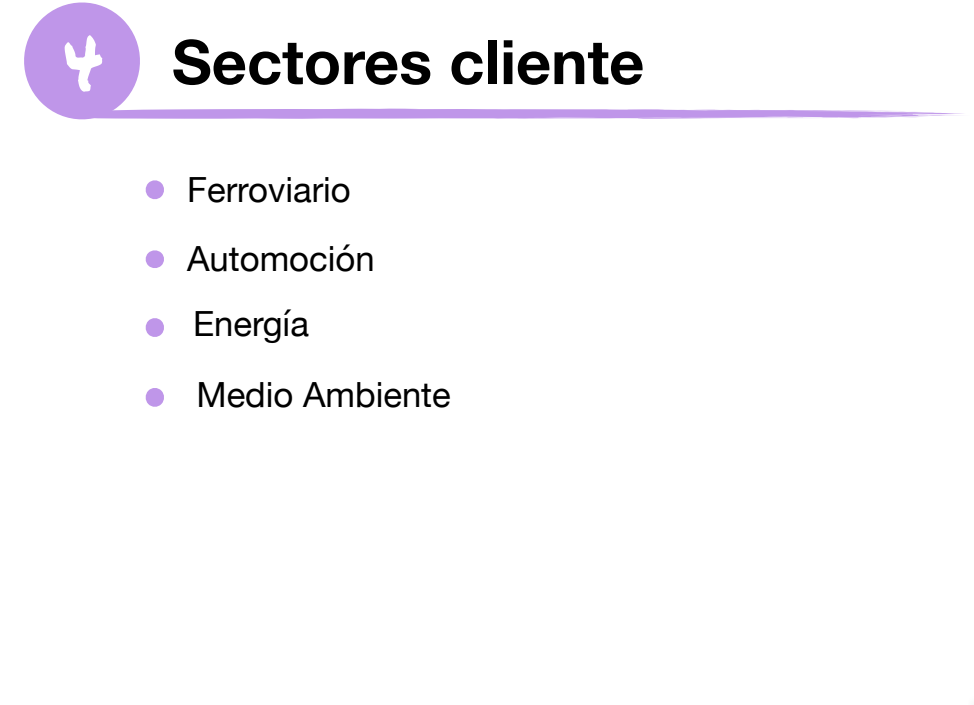 4 Sectores cliente
Ferroviario
Automoción
Energía
Medio Ambiente